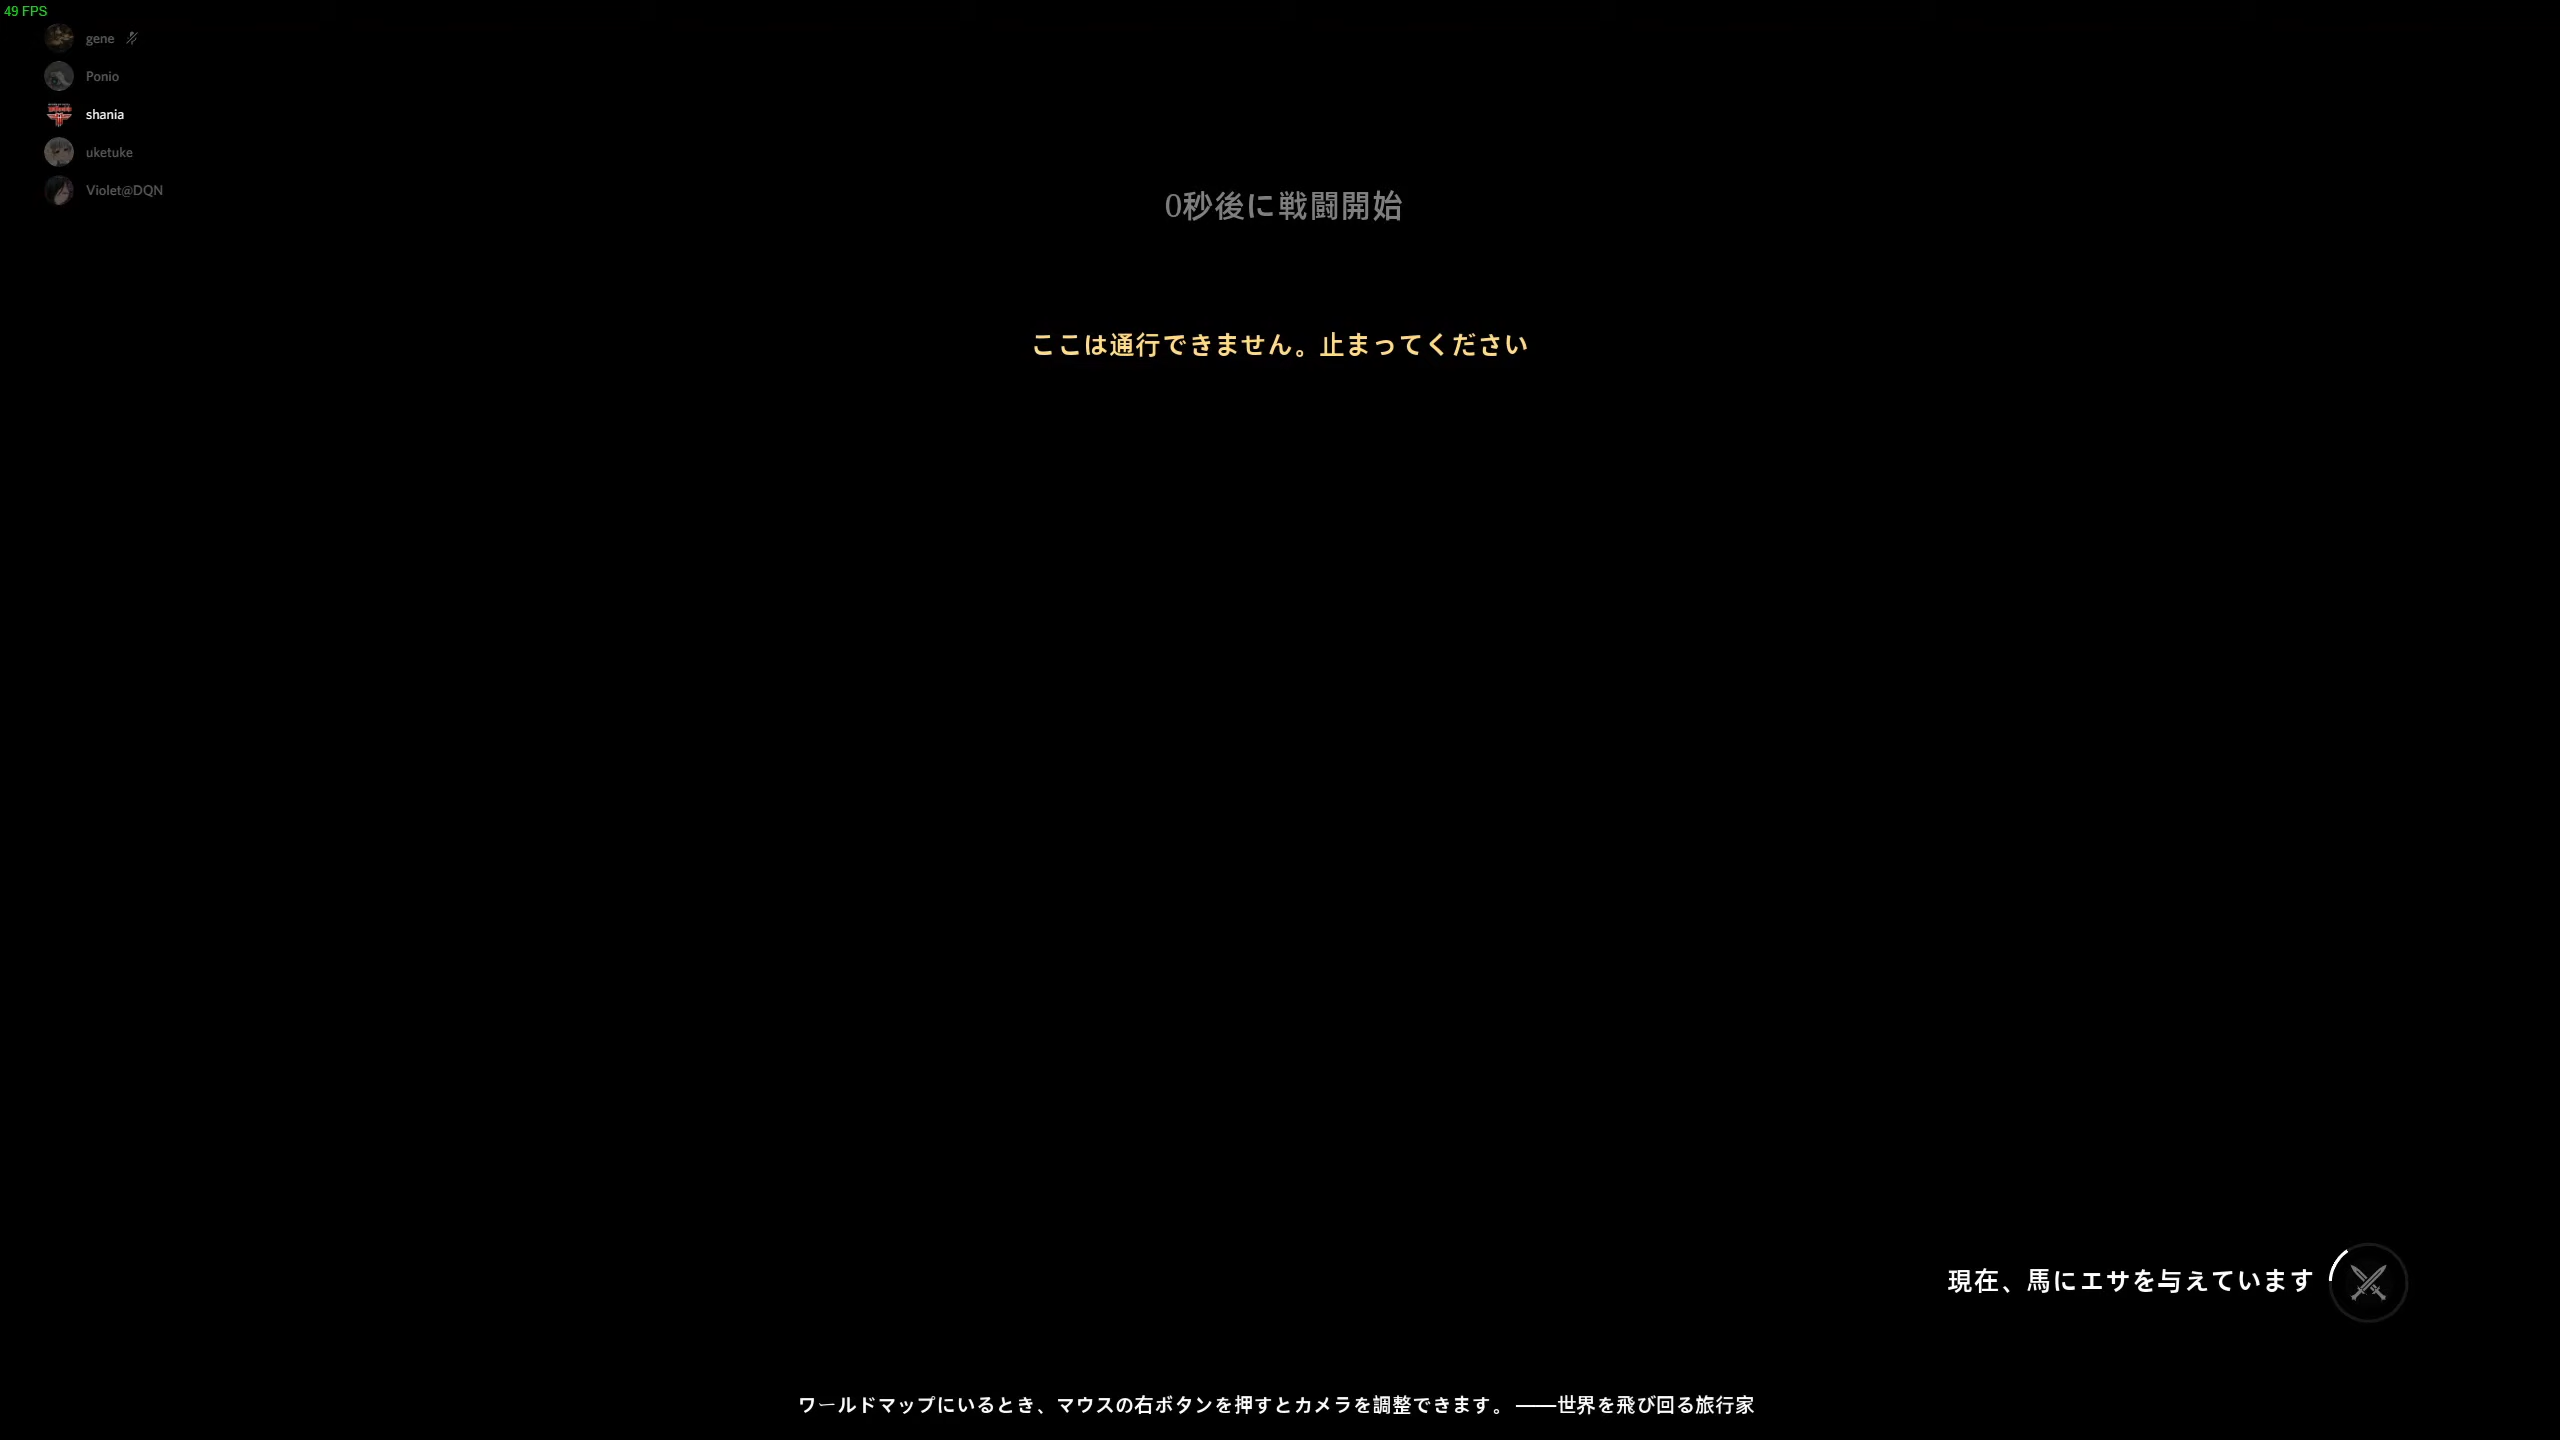 49 FPS
gene
Ponio
shania
uketuke
Violet@DQN
0秒後に戦闘開始
ここは通行できません。止まってください
現在、馬にエサを与えています
ワールドマップにいるとき、マウスの右ボタンを押すとカメラを調整できます。 ——世界を飛び回る旅行家